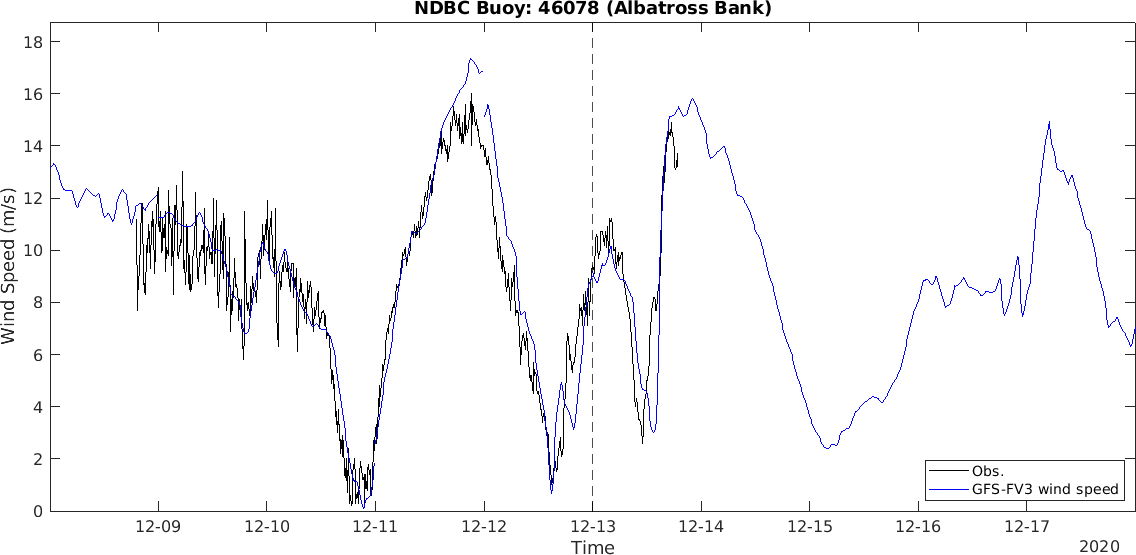 NDBC Buoy: 46078 (Albatross Bank)
Wind Speed (m/s)
18
16
14
12
10
8
6
4
2
0
12-09 12-10 12-11 12-12 12-13 12-14 12-15 12-16 12-17
Time
2020
Obs.
GFS-FV3 wind speed